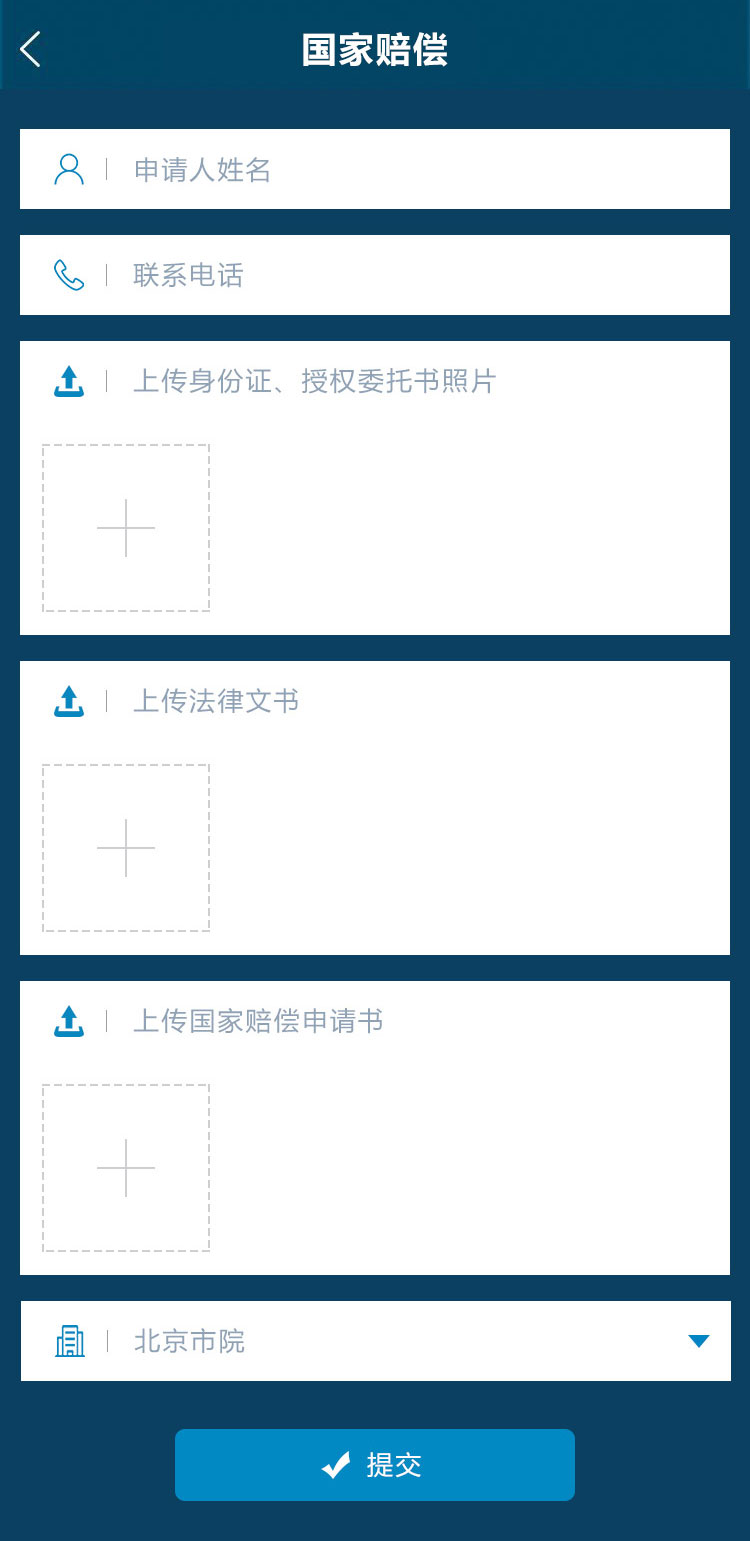 国家赔偿
申请人姓名
联系电话
上传身份证、授权委托书照片
上传法律文书
上传国家赔偿申请书
北京市院
提交